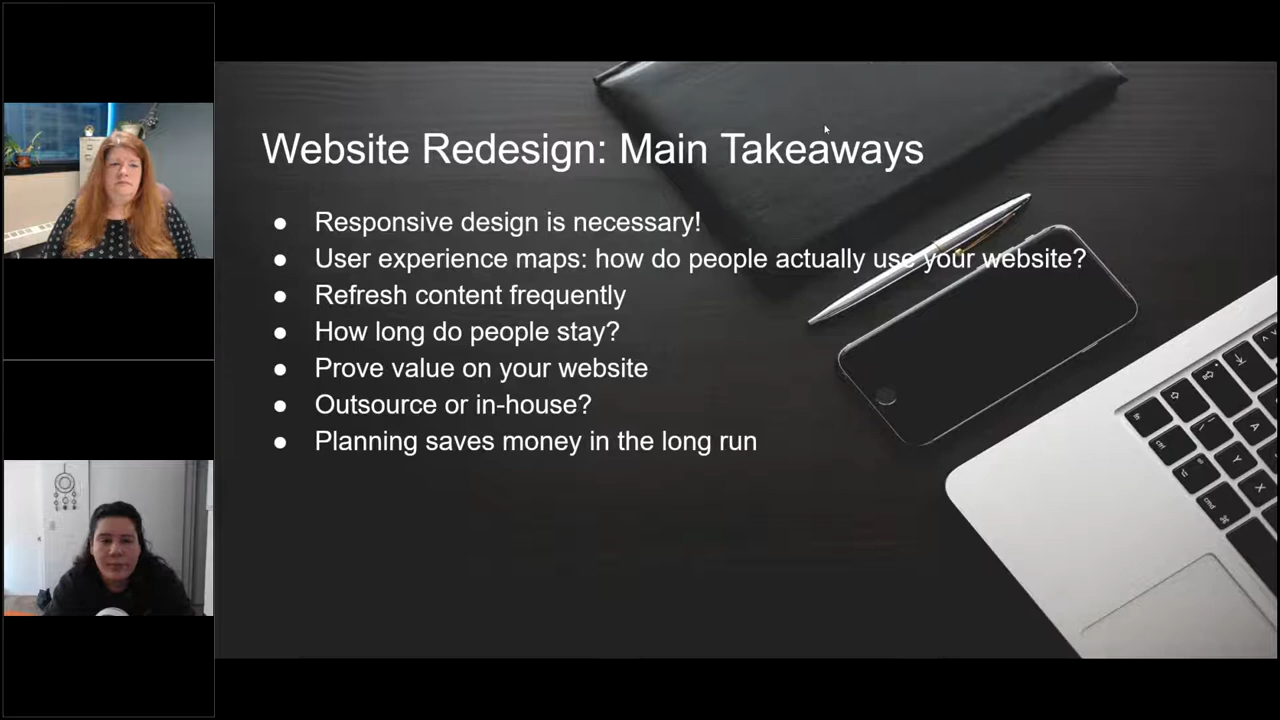 Website Redesign: Main Takeaways
● Responsive design is necessary!
● User experience maps: how do people actually use your website?
● Refresh content frequently
● How long do people stay?
● Prove value on your website
● Outsource or in-house?
● Planning saves money in the long run